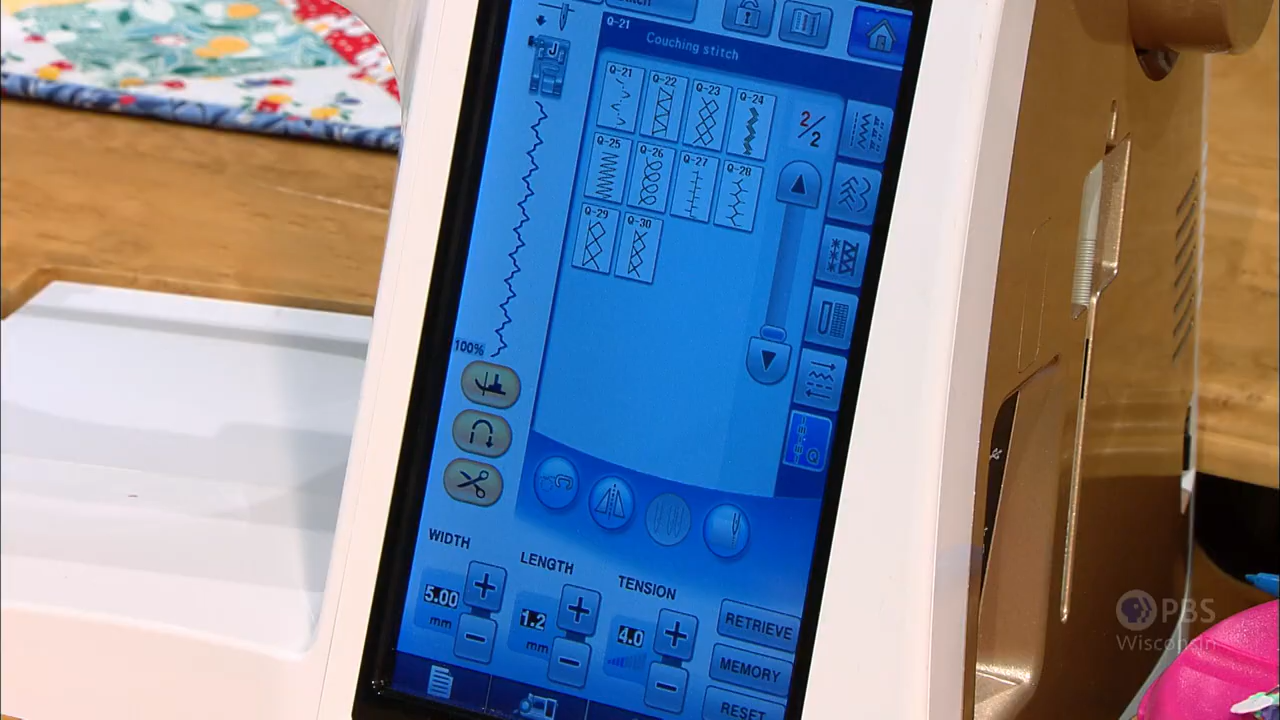 Q-21
Couching stitch
J
Q-21
Q-22
Q-23
Q-24
2/2
Q-25
Q-26
Q-27
Q-28
Q-29
Q-30
100%
Q
WIDTH
LENGTH
TENSION
5.00
mm
1.2
mm
4.0
RETRIEVE
MEMORY
RESET
PBS
Wisconsin